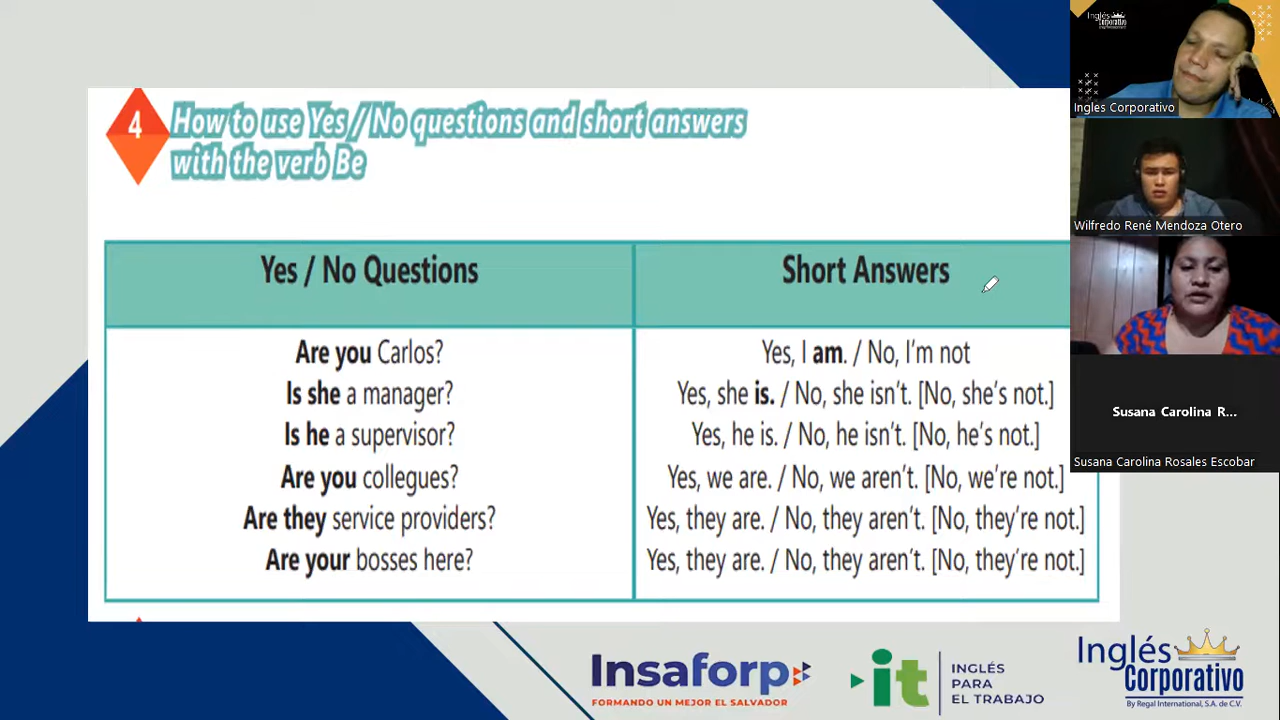 4
How to use Yes / No questions and short answers
with the verb Be
Yes / No Questions
Short Answers
Are you Carlos?
Yes, I am. / No, I'm not
Is she a manager?
Yes, she is. / No, she isn't. [No, she's not.]
Is he a supervisor?
Yes, he is. / No, he isn't. [No, he's not.]
Are you collegues?
Yes, we are. / No, we aren't. [No, we're not.]
Are they service providers?
Yes, they are. / No, they aren't. [No, they're not.]
Are your bosses here?
Yes, they are. / No, they aren't. [No, they're not.]
Inglés
Corporativo
Ingles Corporativo
Wilfredo René Mendoza Otero
Susana Carolina R...
Susana Carolina Rosales Escobar
Insaforp
FORMANDO UN MEJOR EL SALVADOR
it
INGLÉS
PARA
EL TRABAJO
Inglés
Corporativo
By Regal International, S.A. de C.V.